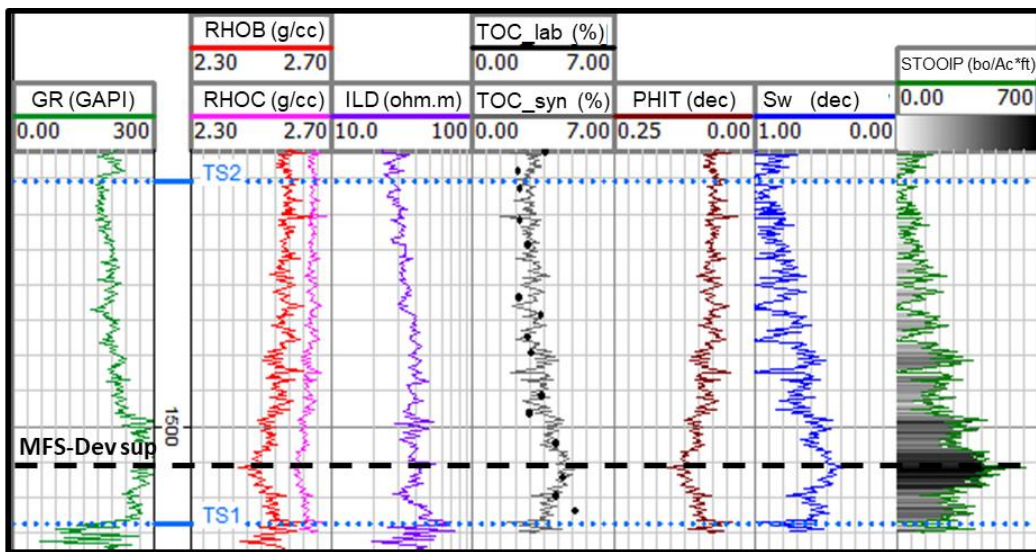 RHOB (g/cc)
2.30 2.70
TOC_lab (%)
0.00 7.00
STOOIP (bo/Ac*ft)
0.00 700
GR (GAPI)
0.00 300
RHOC (g/cc)
2.30 2.70
ILD (ohm.m)
10.0 100
TOC_syn (%)
0.00 7.00
PHIT (dec)
0.25 0.00
Sw (dec)
1.00 0.00
TS2
1500
MFS-Dev sup
TS1